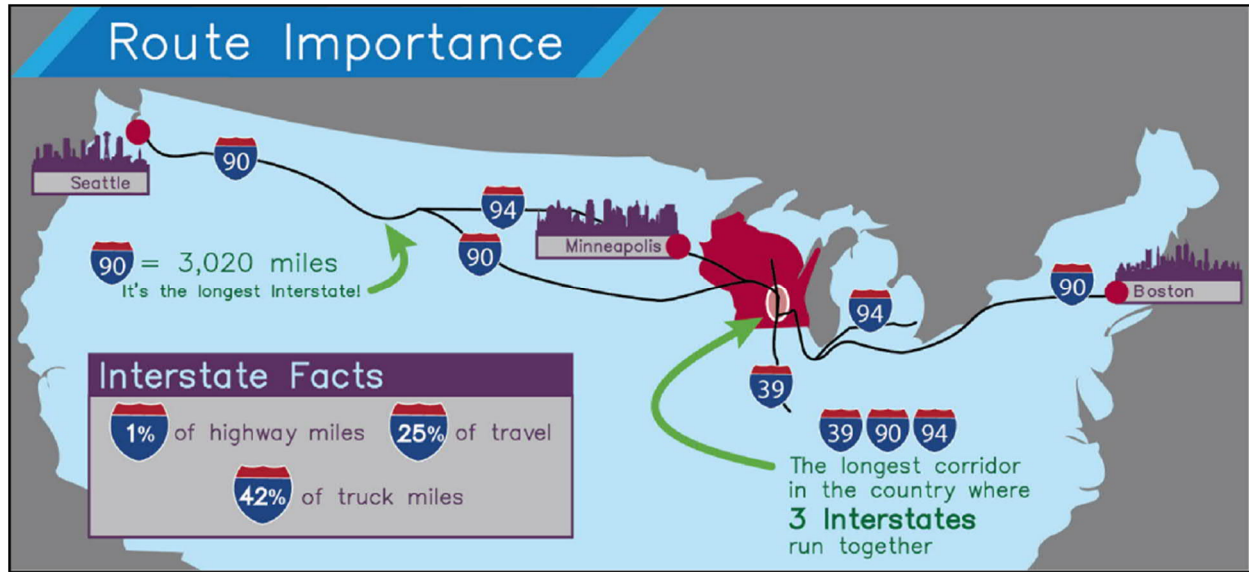 Route Importance
Seattle
90
94
Minneapolis
90
90 = 3,020 miles
It's the longest Interstate!
94
90
Boston
39
Interstate Facts
1% of highway miles
25% of travel
42% of truck miles
39 90 94
The longest corridor
in the country where
3 Interstates
run together